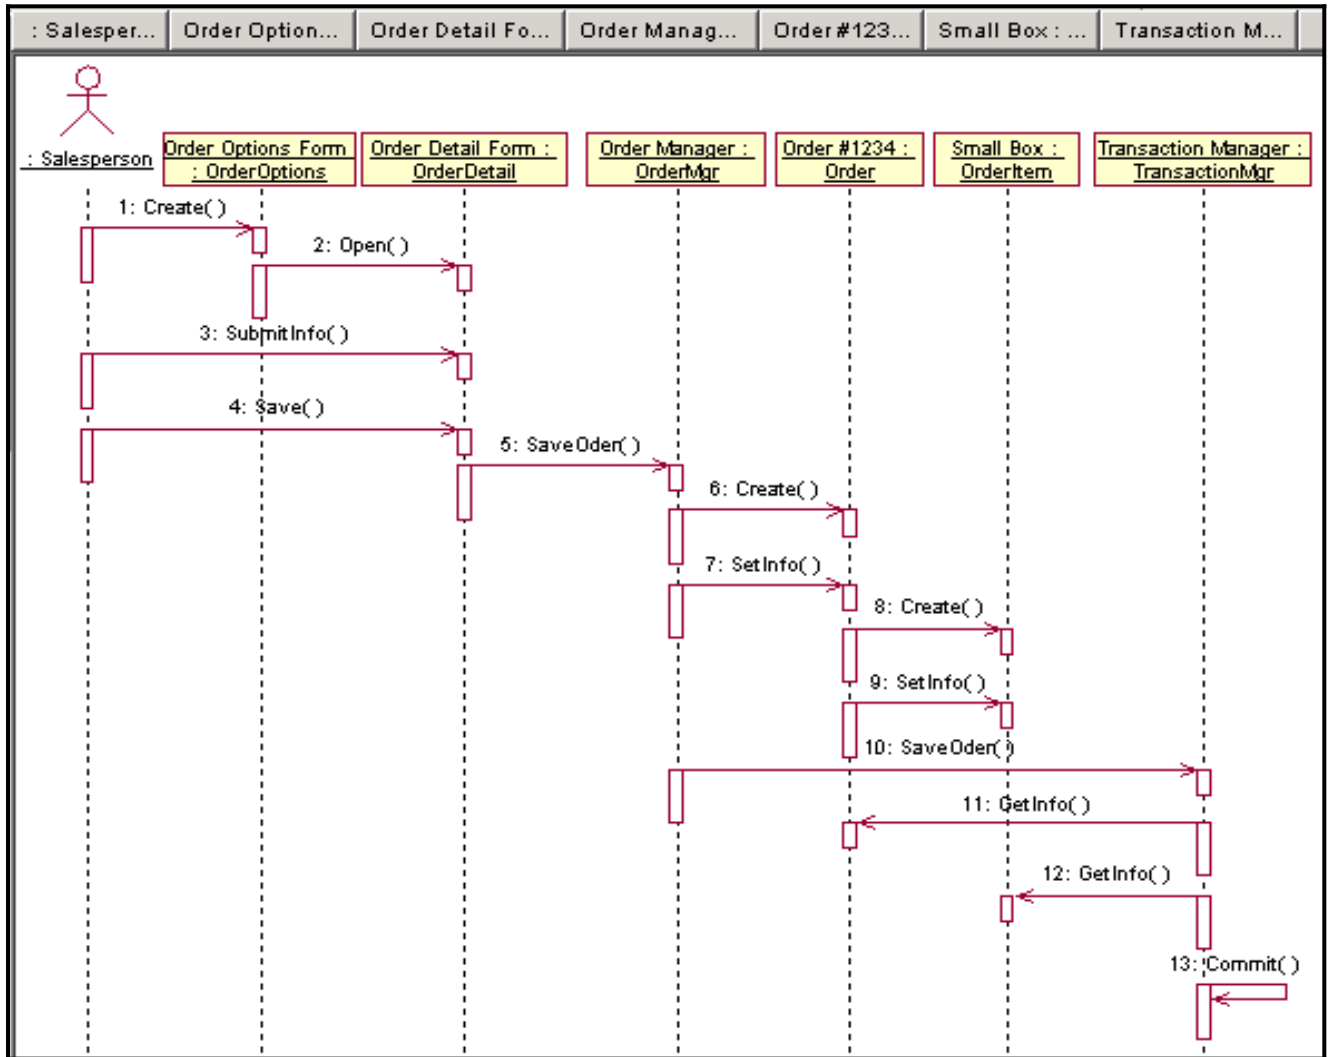 : Salesper...
Order Option...
Order Detail Fo...
Order Manag...
Order #123...
Small Box : ...
Transaction M...
: Salesperson
Order Options Form
: OrderOptions
Order Detail Form :
OrderDetail
Order Manager :
OrderMgr
Order #1234 :
Order
Small Box :
OrderItem
Transaction Manager :
TransactionMgr
1: Create( )
2: Open( )
3: SubmitInfo( )
4: Save( )
5: SaveOder( )
6: Create( )
7: SetInfo( )
8: Create( )
9: SetInfo( )
10: SaveOder( )
11: GetInfo( )
12: GetInfo( )
13: Commit( )